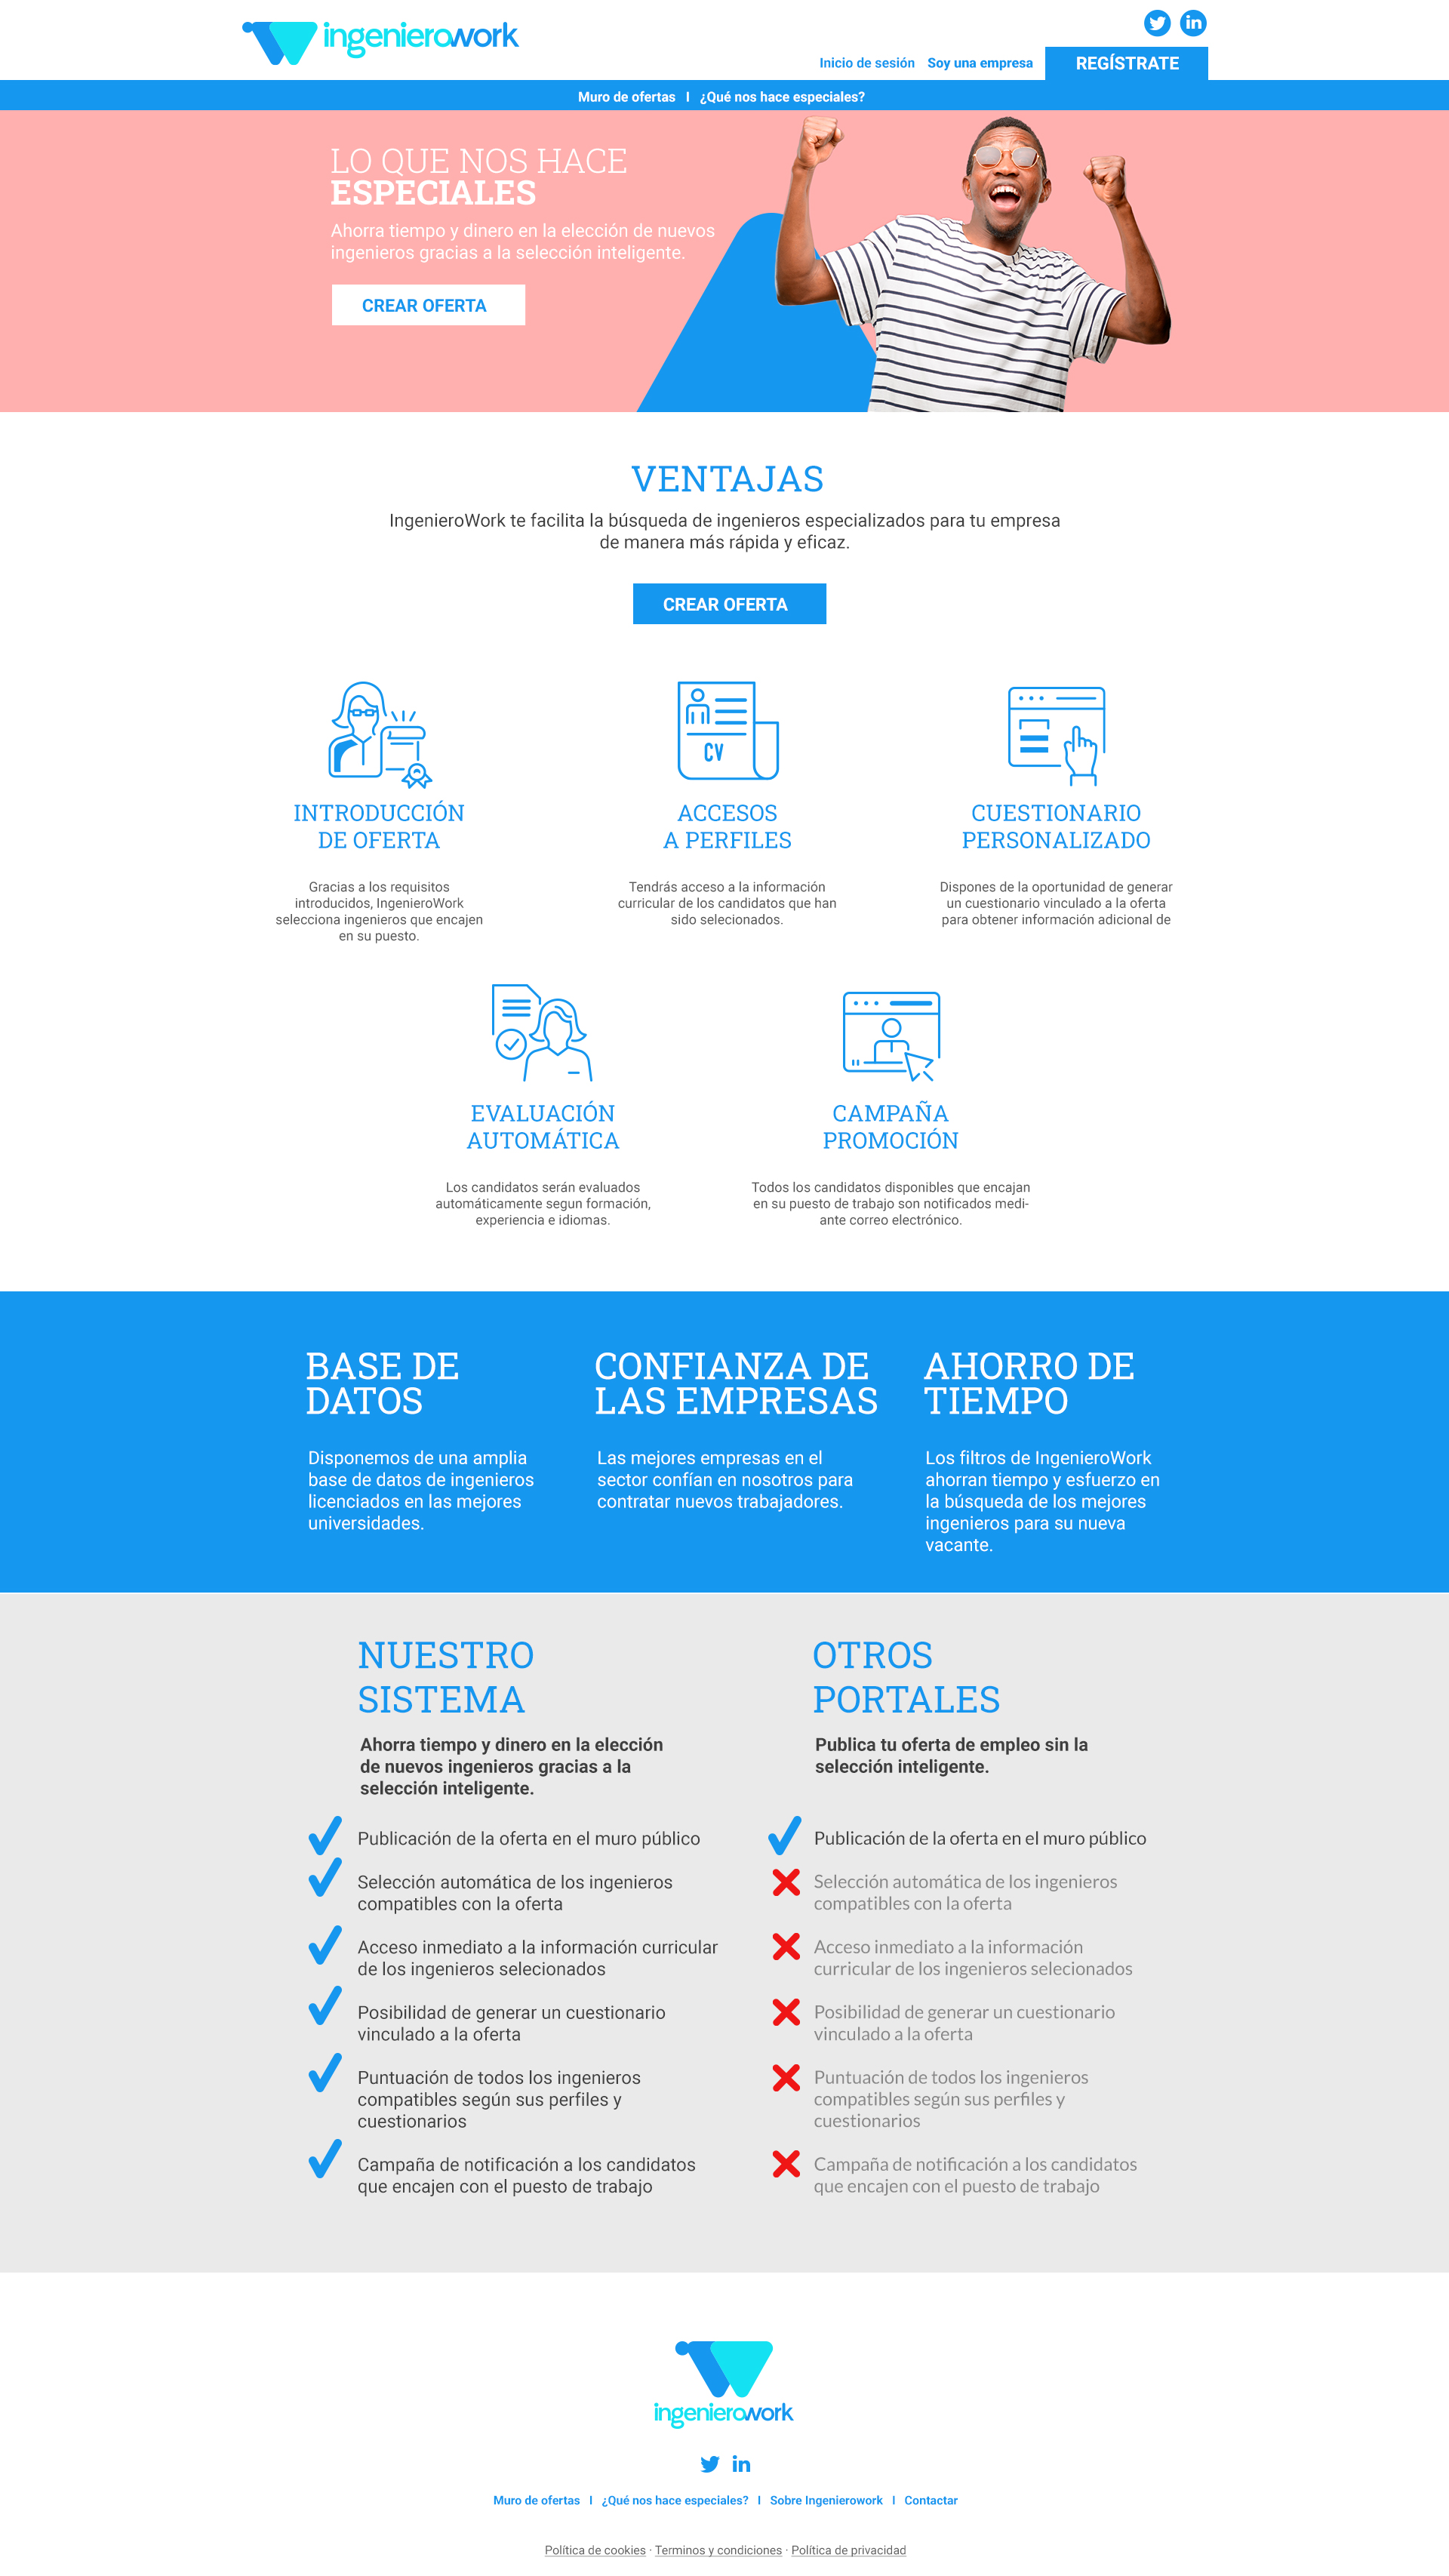 ingenierowork
Inicio de sesión Soy una empresa REGÍSTRATE
Muro de ofertas I ¿Qué nos hace especiales?
LO QUE NOS HACE
ESPECIALES
Ahorra tiempo y dinero en la elección de nuevos
ingenieros gracias a la selección inteligente.
CREAR OFERTA
VENTAJAS
IngenieroWork te facilita la búsqueda de ingenieros especializados para tu empresa
de manera más rápida y eficaz.
CREAR OFERTA
CV
INTRODUCCIÓN
DE OFERTA
Gracias a los requisitos
introducidos, IngenieroWork
selecciona ingenieros que encajen
en su puesto.
ACCESOS
A PERFILES
Tendrás acceso a la información
curricular de los candidatos que han
sido selecionados.
CUESTIONARIO
PERSONALIZADO
Dispones de la oportunidad de generar
un cuestionario vinculado a la oferta
para obtener información adicional de
EVALUACIÓN
AUTOMÁTICA
Los candidatos serán evaluados
automáticamente segun formación,
experiencia e idiomas.
CAMPAÑA
PROMOCIÓN
Todos los candidatos disponibles que encajan
en su puesto de trabajo son notificados medi-
ante correo electrónico.
BASE DE
DATOS
Disponemos de una amplia
base de datos de ingenieros
licenciados en las mejores
universidades.
CONFIANZA DE
LAS EMPRESAS
Las mejores empresas en el
sector confían en nosotros para
contratar nuevos trabajadores.
AHORRO DE
TIEMPO
Los filtros de IngenieroWork
ahorran tiempo y esfuerzo en
la búsqueda de los mejores
ingenieros para su nueva
vacante.
NUESTRO
SISTEMA
Ahorra tiempo y dinero en la elección
de nuevos ingenieros gracias a la
selección inteligente.
Publicación de la oferta en el muro público
Selección automática de los ingenieros
compatibles con la oferta
Acceso inmediato a la información curricular
de los ingenieros selecionados
Posibilidad de generar un cuestionario
vinculado a la oferta
Puntuación de todos los ingenieros
compatibles según sus perfiles y
cuestionarios
Campaña de notificación a los candidatos
que encajen con el puesto de trabajo
OTROS
PORTALES
Publica tu oferta de empleo sin la
selección inteligente.
Publicación de la oferta en el muro público
Selección automática de los ingenieros
compatibles con la oferta
Acceso inmediato a la información
curricular de los ingenieros selecionados
Posibilidad de generar un cuestionario
vinculado a la oferta
Puntuación de todos los ingenieros
compatibles según sus perfiles y
cuestionarios
Campaña de notificación a los candidatos
que encajen con el puesto de trabajo
ingenierowork
Muro de ofertas I ¿Qué nos hace especiales? I Sobre Ingenierowork I Contactar
Política de cookies · Terminos y condiciones · Política de privacidad